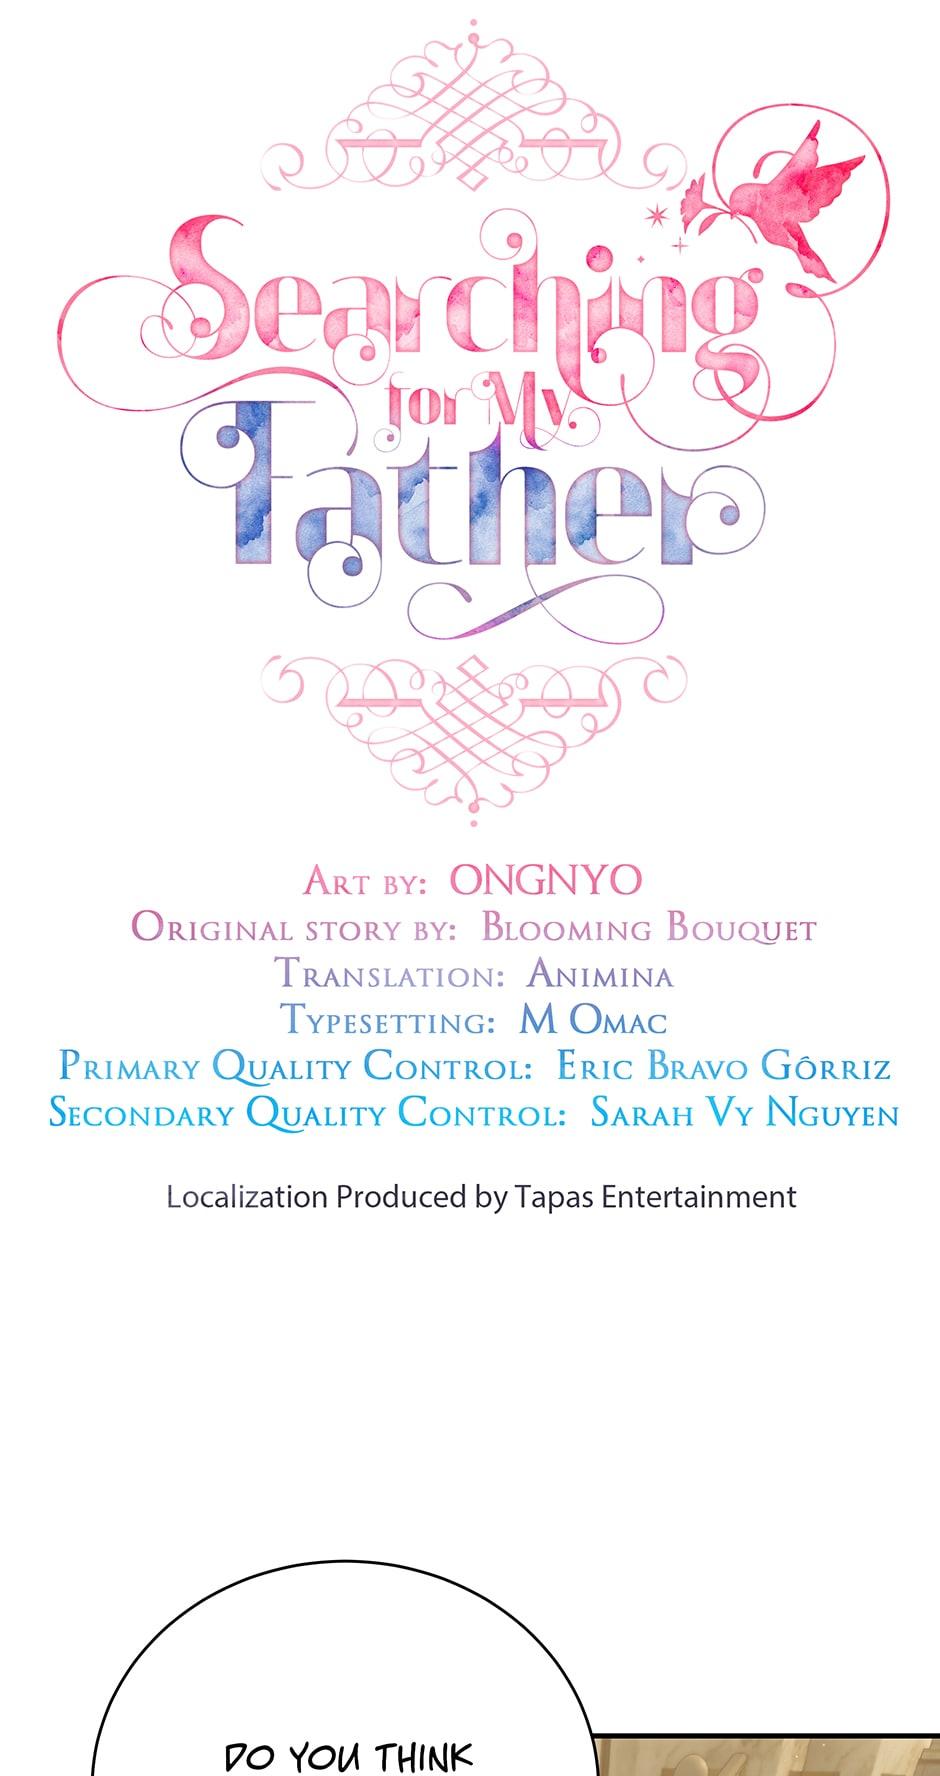 Searching
for My
Father
Art by: ONGNYO
Original story by: Blooming Bouquet
Translation: Animina
Typesetting: M Omac
Primary Quality Control: Eric Bravo Gôrriz
Secondary Quality Control: Sarah Vy Nguyen
Localization Produced by Tapas Entertainment
DO YOU THINK